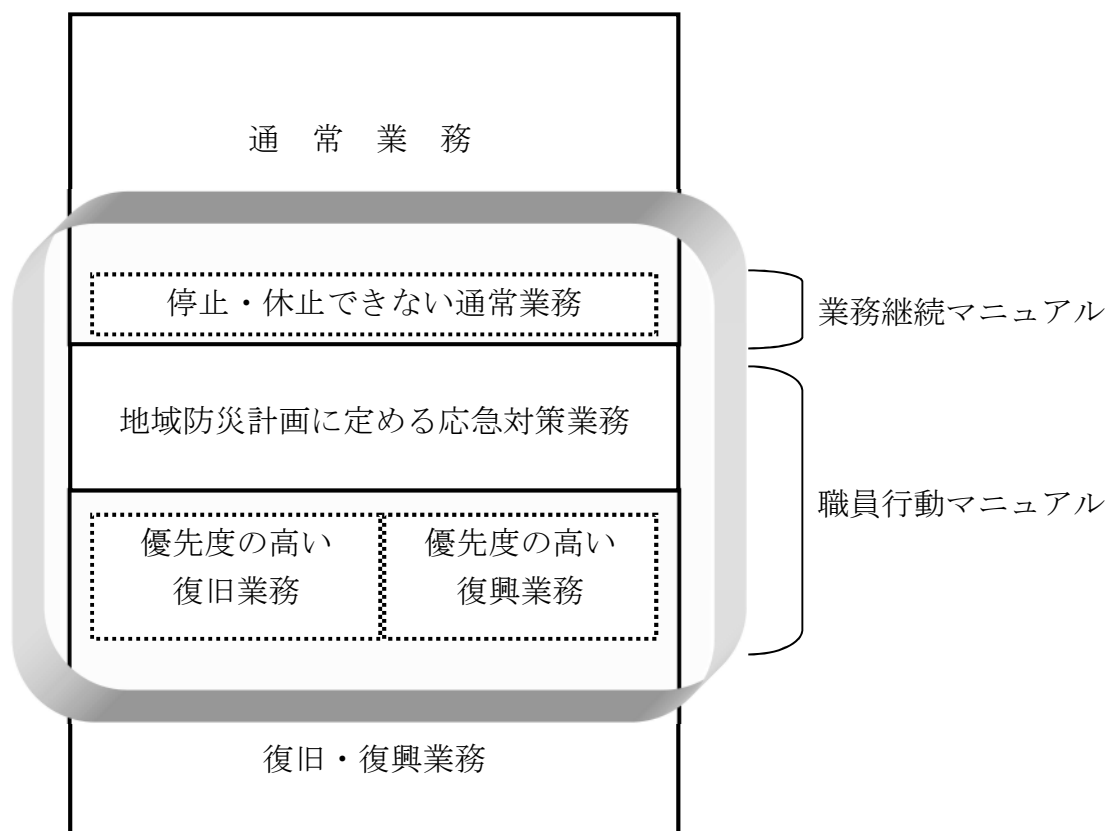 通常業務
停止・休止できない通常業務
業務継続マニュアル
地域防災計画に定める応急対策業務
職員行動マニュアル
優先度の高い
復旧業務
優先度の高い
復興業務
復旧・復興業務